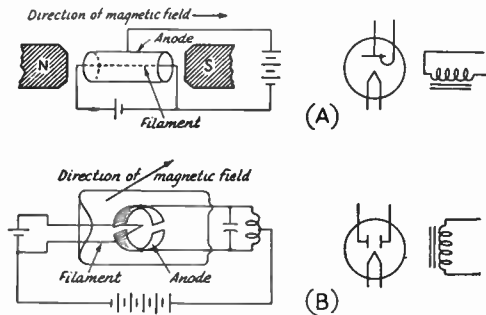 Direction of magnetic field
Anode
N
S
Filament
(A)
Direction of magnetic field
Filament
Anode
(B)